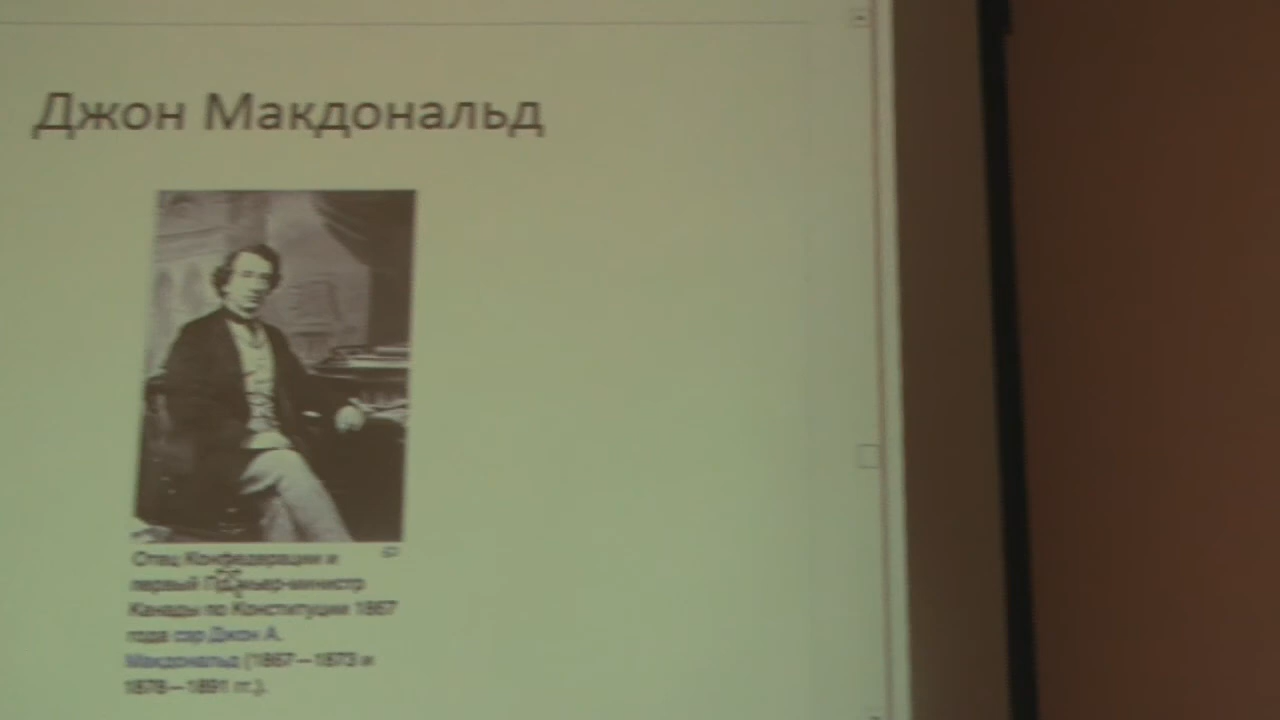 Джон Макдональд
Отец Конфедерации и
первый Премьер-министр
Канады по Конституции 1867
года сэр Джон А.
Макдональд (1867—1873 и
1878—1891 гг.).